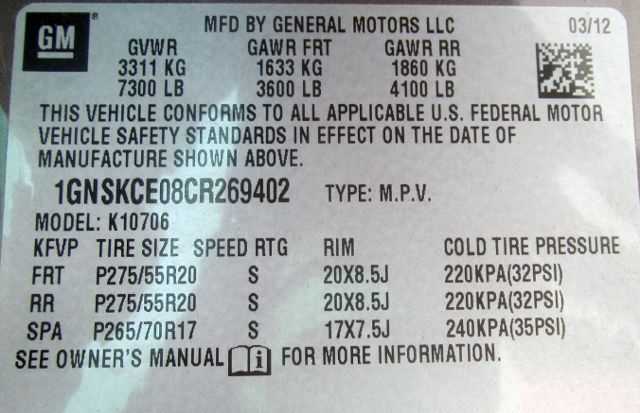 GM
MFD BY GENERAL MOTORS LLC 03/12
GVWR GAWR FRT GAWR RR
3311 KG 1633 KG 1860 KG
7300 LB 3600 LB 4100 LB
THIS VEHICLE CONFORMS TO ALL APPLICABLE U.S. FEDERAL MOTOR
VEHICLE SAFETY STANDARDS IN EFFECT ON THE DATE OF
MANUFACTURE SHOWN ABOVE.
1GNSKCE08CR269402 TYPE: M.P.V.
MODEL: K10706
KFVP TIRE SIZE SPEED RTG RIM COLD TIRE PRESSURE
FRT P275/55R20 S 20X8.5J 220KPA(32PSI)
RR P275/55R20 S 20X8.5J 220KPA(32PSI)
SPA P265/70R17 S 17X7.5J 240KPA(35PSI)
SEE OWNER'S MANUAL i FOR MORE INFORMATION.